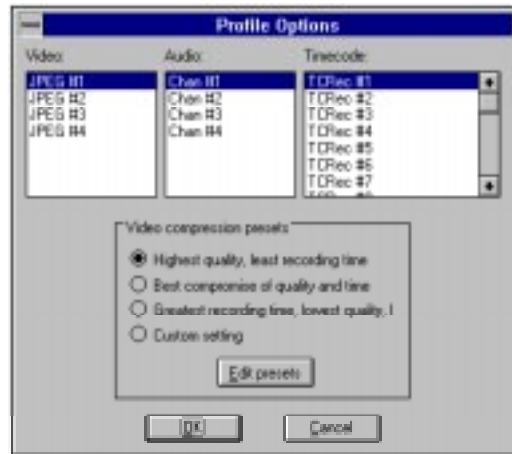 Profile Options
Video:
JPEG #1
JPEG #2
JPEG #3
JPEG #4
Audio:
Chan #1
Chan #2
Chan #3
Chan #4
Timecode:
TCRec #1
TCRec #2
TCRec #3
TCRec #4
TCRec #5
TCRec #6
TCRec #7
Video compression presets
Highest quality, least recording time
Best compromise of quality and time
Greatest recording time, lowest quality, l
Custom setting
Edit presets
OK
Cancel